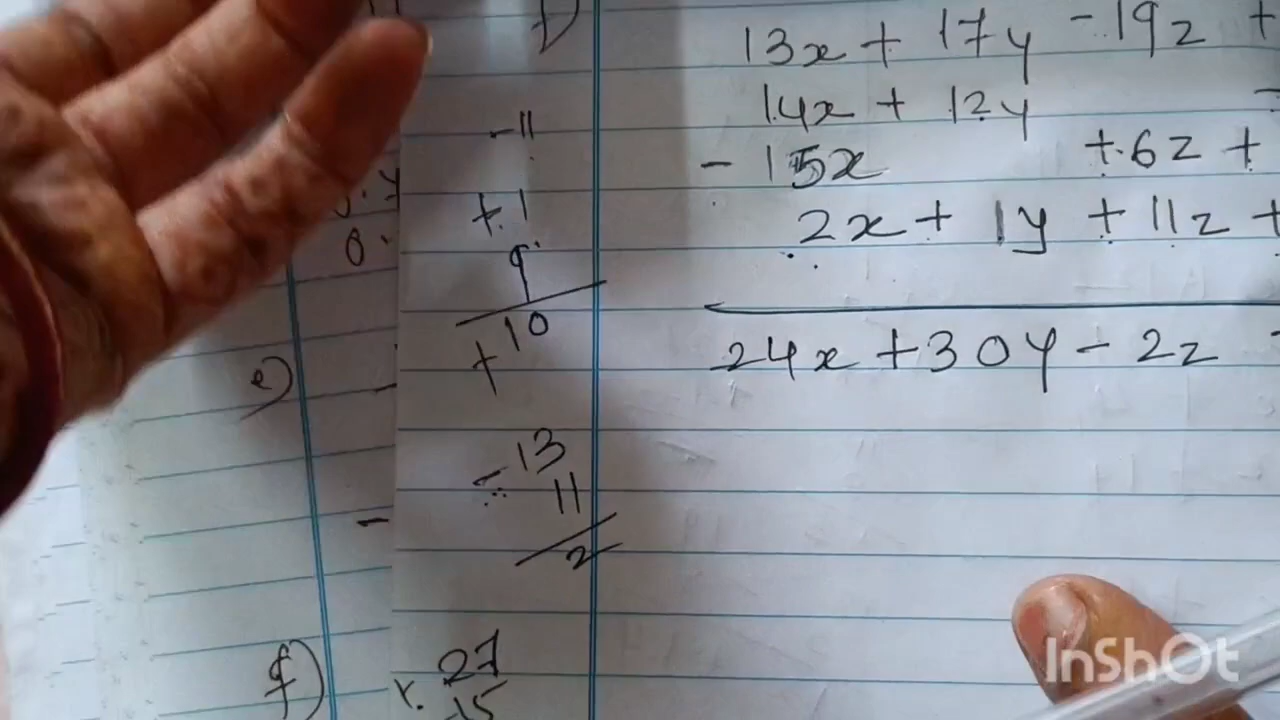 f)
13x + 17y - 19z +
14x + 12y -
- 15x + 6z +
2x + 1y + 11z +
24x + 30y - 2z -
-11
+1
9
+10
-13
11
2
27
15
e)
f)
InShOt